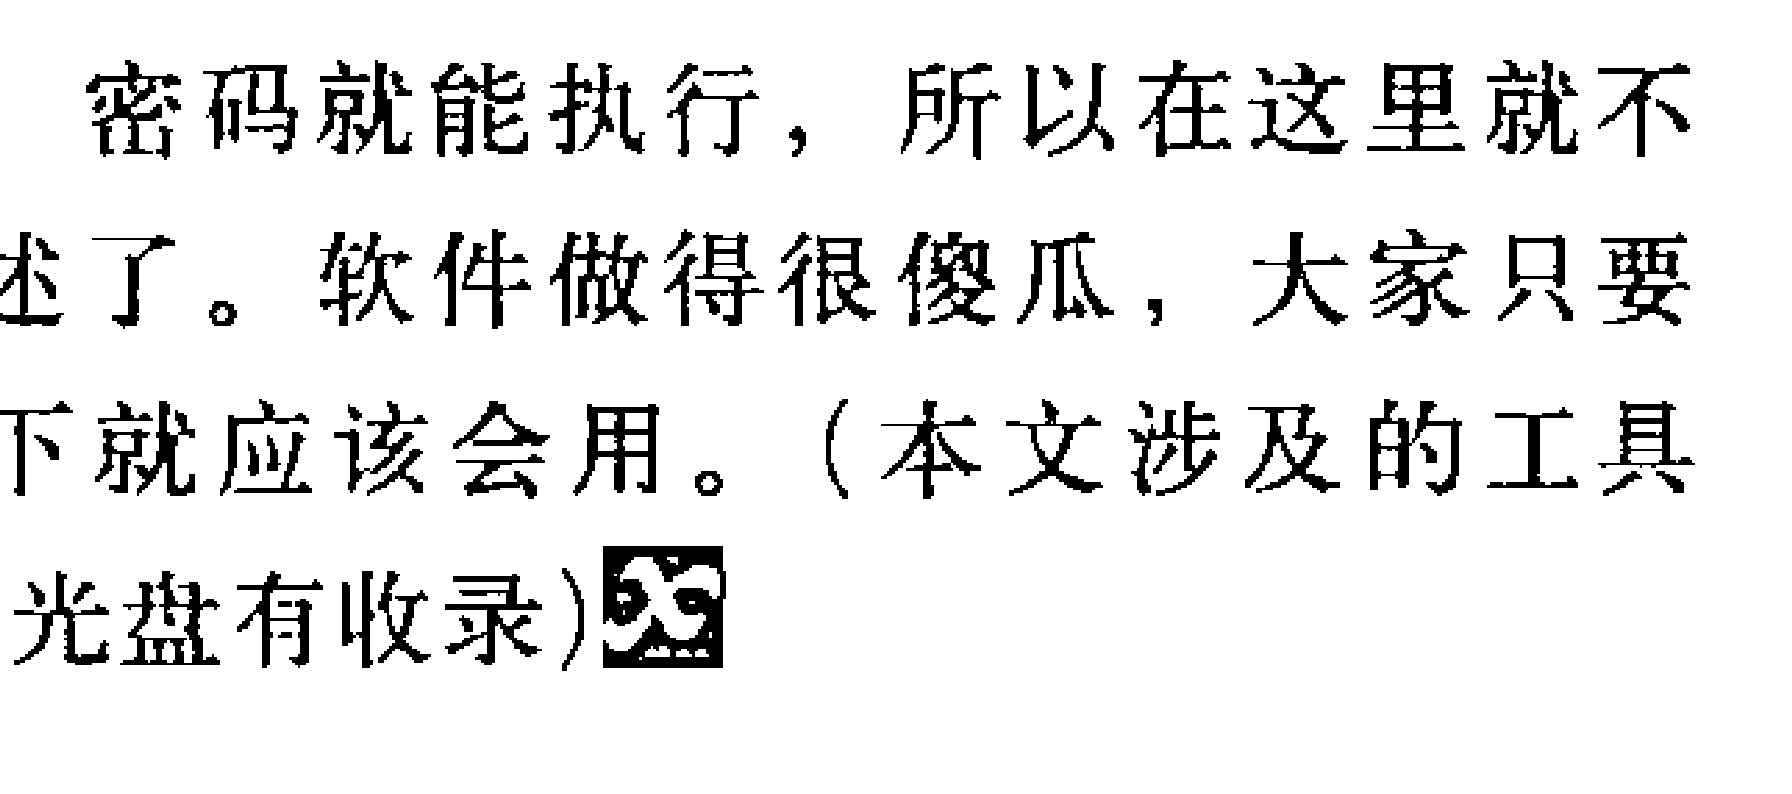 密码就能执行，所以在这里就不
述了。软件做得很傻瓜，大家只要
下就应该会用。（本文涉及的工具
光盘有收录）